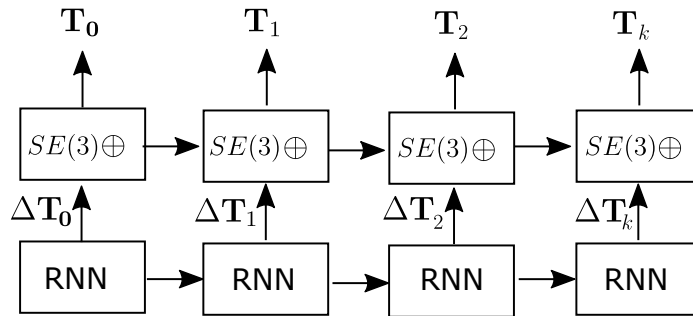 T₀ T₁ T₂ Tₖ
SE(3)⊕ SE(3)⊕ SE(3)⊕ SE(3)⊕
ΔT₀ ΔT₁ ΔT₂ ΔTₖ
RNN RNN RNN RNN